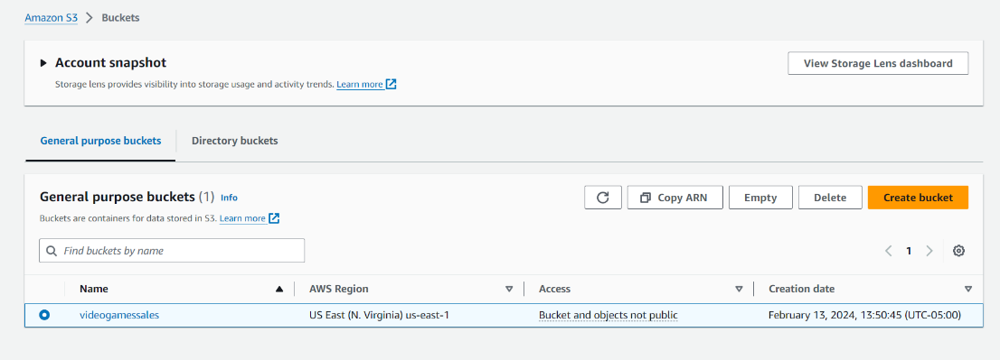 Amazon S3 > Buckets
Account snapshot
View Storage Lens dashboard
Storage lens provides visibility into storage usage and activity trends. Learn more
General purpose buckets Directory buckets
General purpose buckets (1) Info
Copy ARN Empty Delete Create bucket
Buckets are containers for data stored in S3. Learn more
Find buckets by name
1
Name AWS Region Access Creation date
videogamessales US East (N. Virginia) us-east-1 Bucket and objects not public February 13, 2024, 13:50:45 (UTC-05:00)